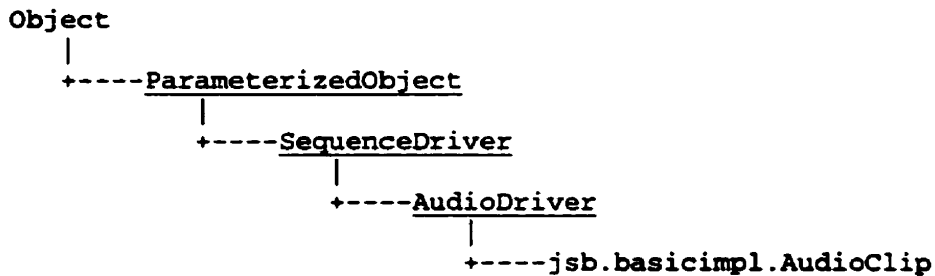 Object
|
+----ParameterizedObject
|
+----SequenceDriver
|
+----AudioDriver
|
+----jsb.basicimpl.AudioClip